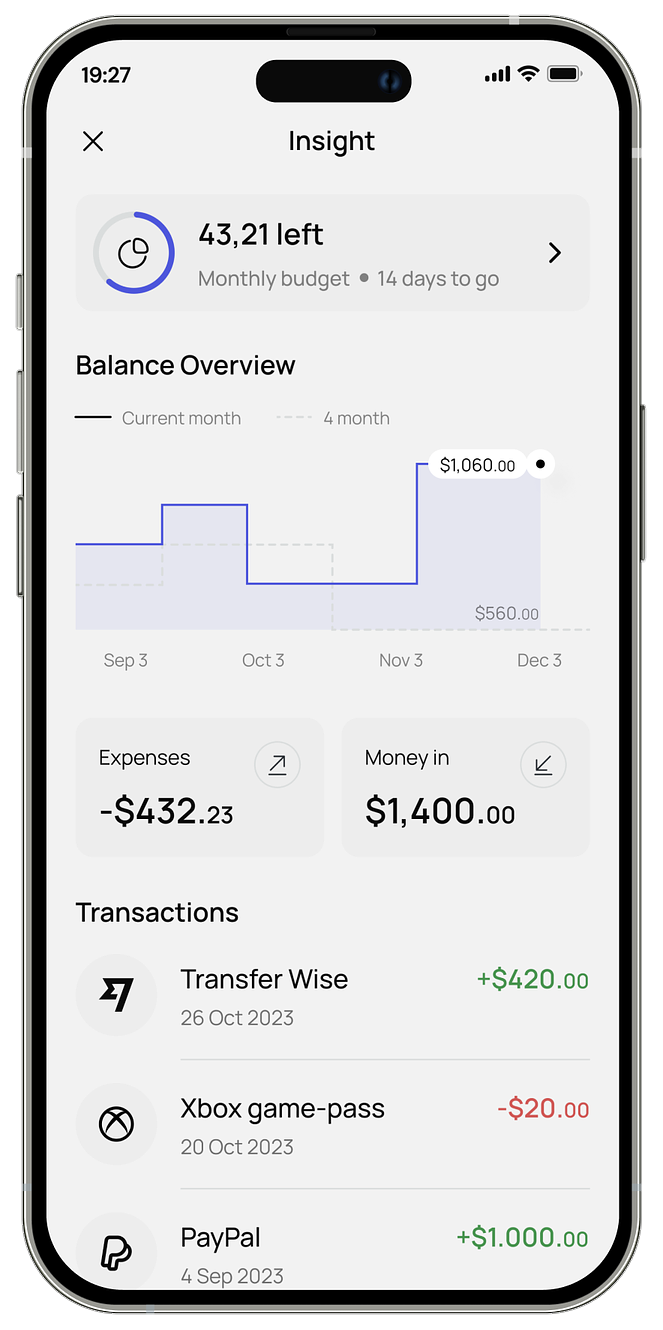 19:27
Insight
43,21 left
Monthly budget • 14 days to go
Balance Overview
Current month 4 month
$1,060.00
$560.00
Sep 3 Oct 3 Nov 3 Dec 3
Expenses
-$432.23
Money in
$1,400.00
Transactions
Transfer Wise +$420.00
26 Oct 2023
Xbox game-pass -$20.00
20 Oct 2023
PayPal +$1.000.00
4 Sep 2023